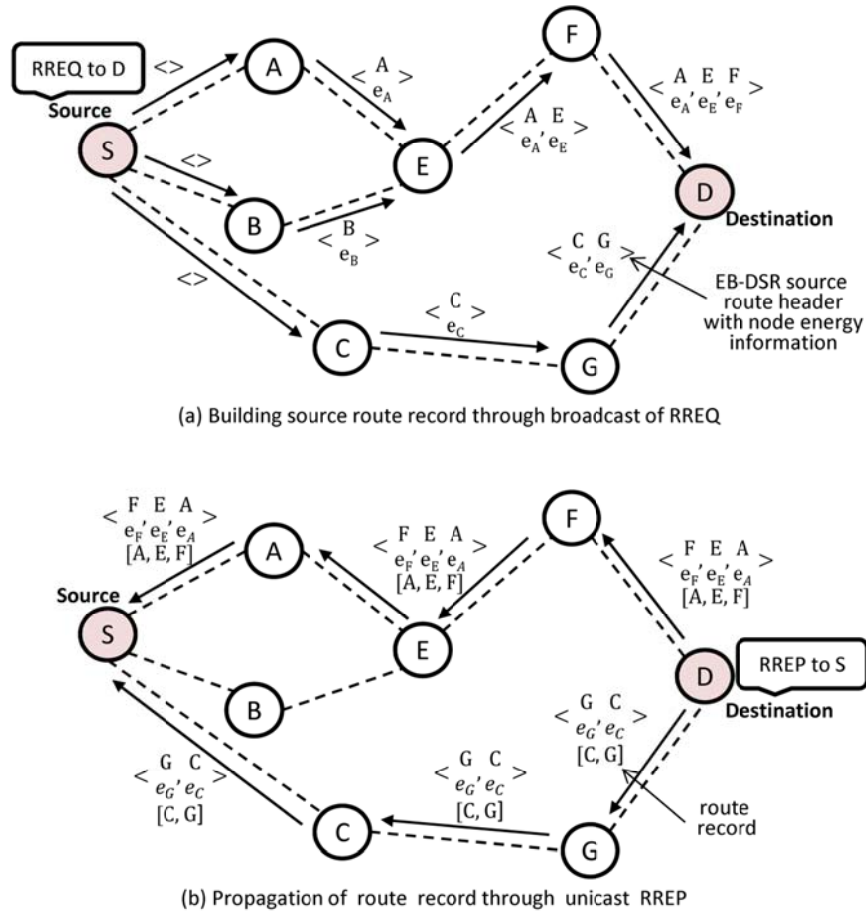 RREQ to D
Source
S
<>
<>
<>
A
B
C
< A >
e_A
< B >
e_B
< C >
e_C
E
< A E >
e_A, e_E
F
< A E F >
e_A, e_E, e_F
D
Destination
< C G >
e_C, e_G
G
EB-DSR source
route header
with node energy
information
(a) Building source route record through broadcast of RREQ
< F E A >
e_F, e_E, e_A
[A, E, F]
Source
S
A
B
< F E A >
e_F, e_E, e_A
[A, E, F]
E
F
< F E A >
e_F, e_E, e_A
[A, E, F]
D
RREP to S
Destination
< G C >
e_G, e_C
[C, G]
< G C >
e_G, e_C
[C, G]
< G C >
e_G, e_C
[C, G]
C
G
route
record
(b) Propagation of route record through unicast RREP